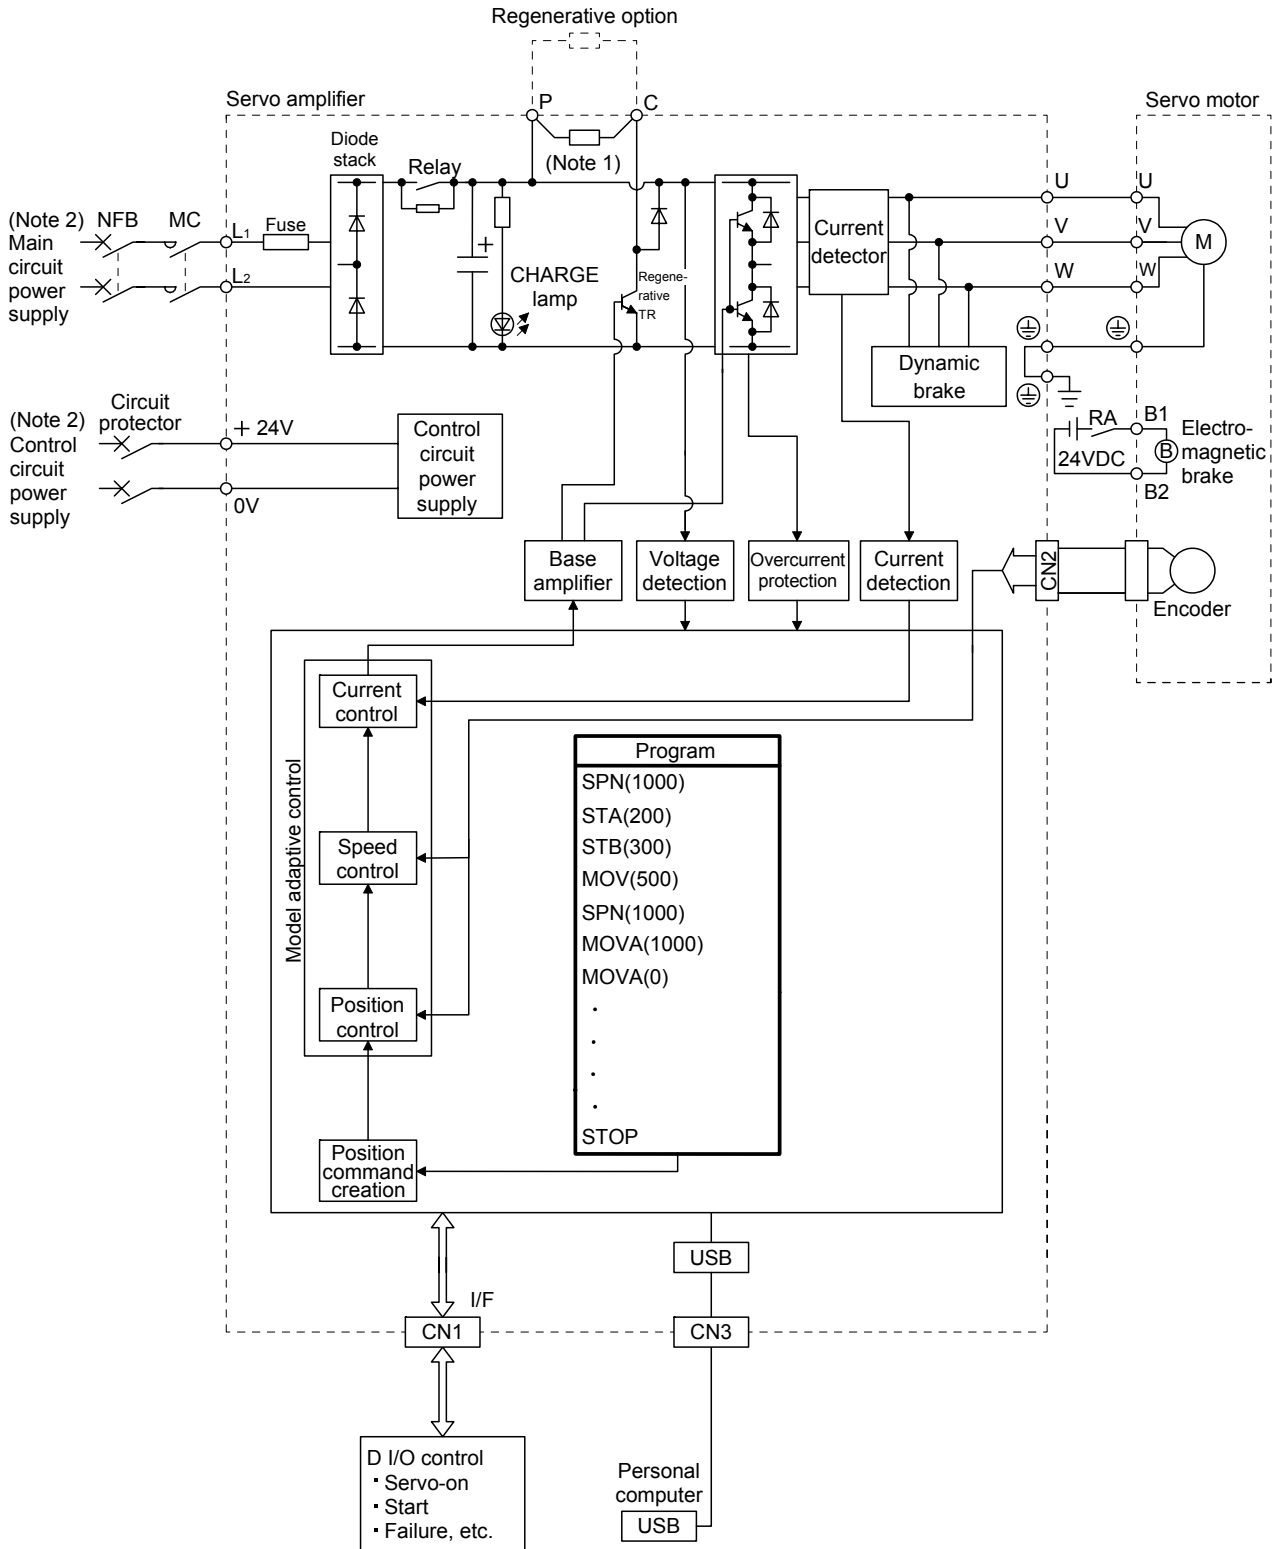 Regenerative option
Servo amplifier
P
C
Servo motor
Diode
stack
Relay
(Note 1)
U
U
(Note 2)
NFB
MC
L1
Fuse
Current
detector
V
V
M
Main
circuit
power
supply
L2
CHARGE
lamp
Regene-
rative
TR
W
W
Dynamic
brake
(Note 2)
Control
circuit
power
supply
Circuit
protector
+ 24V
0V
Control
circuit
power
supply
RA
24VDC
B1
B
B2
Electro-
magnetic
brake
Base
amplifier
Voltage
detection
Overcurrent
protection
Current
detection
CN2
Encoder
Model adaptive control
Current
control
Speed
control
Position
control
Position
command
creation
Program
SPN(1000)
STA(200)
STB(300)
MOV(500)
SPN(1000)
MOVA(1000)
MOVA(0)
.
.
.
.
STOP
USB
I/F
CN1
CN3
D I/O control
・Servo-on
・Start
・Failure, etc.
Personal
computer
USB